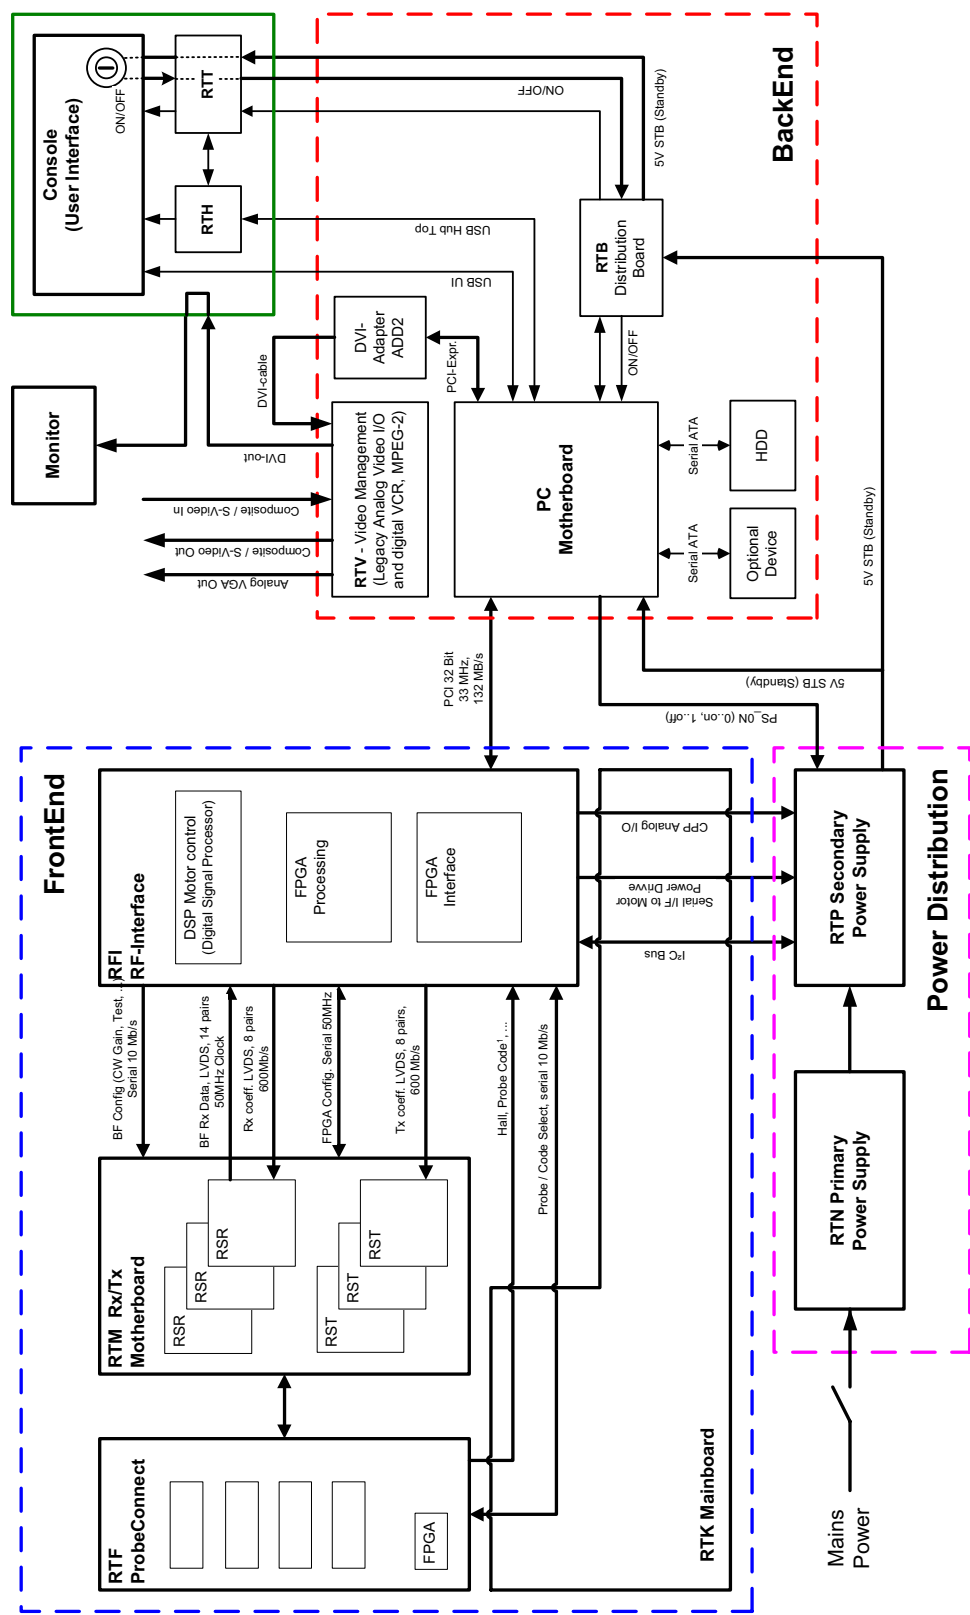 FrontEnd
RTF
ProbeConnect
FPGA
RTM Rx/Tx
Motherboard
RSR
RSR
RSR
RST
RST
RST
BF Config (CW Gain, Test, ...)
Serial 10 Mb/s
BF Rx Data, LVDS, 14 pairs
50MHz Clock
Rx coeff. LVDS, 8 pairs
600Mb/s
FPGA Config. Serial 50MHz
Tx coeff. LVDS, 8 pairs,
600 Mb/s
Hall, Probe Code¹, ...
Probe / Code Select, serial 10 Mb/s
RFI
RF-Interface
DSP Motor control
(Digital Signal Processor)
FPGA
Processing
FPGA
Interface
RTK Mainboard
I²C Bus
Serial I/F to Motor
Power Drivve
CPP Analog I/O
Mains
Power
RTN Primary
Power Supply
RTP Secondary
Power Supply
Power Distribution
PCI 32 Bit
33 MHz,
132 MB/s
PS_0N (0..on, 1..off)
5V STB (Standby)
5V STB (Standby)
Monitor
Analog VGA Out
Composite / S-Video Out
Composite / S-Video In
DVI-out
DVI-cable
RTV - Video Management
(Legacy Analog Video I/O
and digital VCR, MPEG-2)
DVI-
Adapter
ADD2
PCI-Expr.
PC
Motherboard
Serial ATA
Optional
Device
Serial ATA
HDD
USB UI
USB Hub Top
ON/OFF
RTB
Distribution
Board
ON/OFF
5V STB (Standby)
BackEnd
Console
(User Interface)
ON/OFF
RTH
RTT